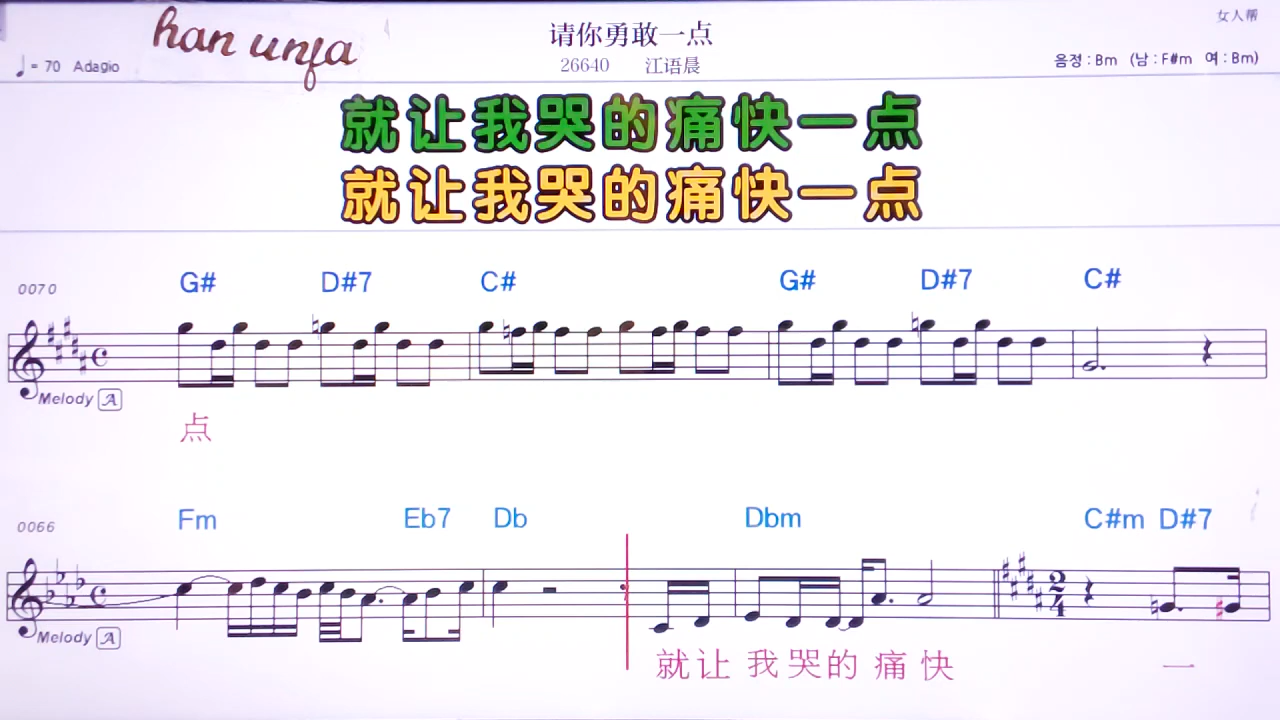 han unfa
请你勇敢一点
女人帮
♩= 70 Adagio
26640 江语晨
음정 : Bm (남 : F#m 여 : Bm)
就让我哭的痛快一点
就让我哭的痛快一点
0070 G# D#7 C# G# D#7 C#
Melody A
点
0066 Fm Eb7 Db Dbm C#m D#7
2
4
Melody A
就让 我哭的 痛 快 一